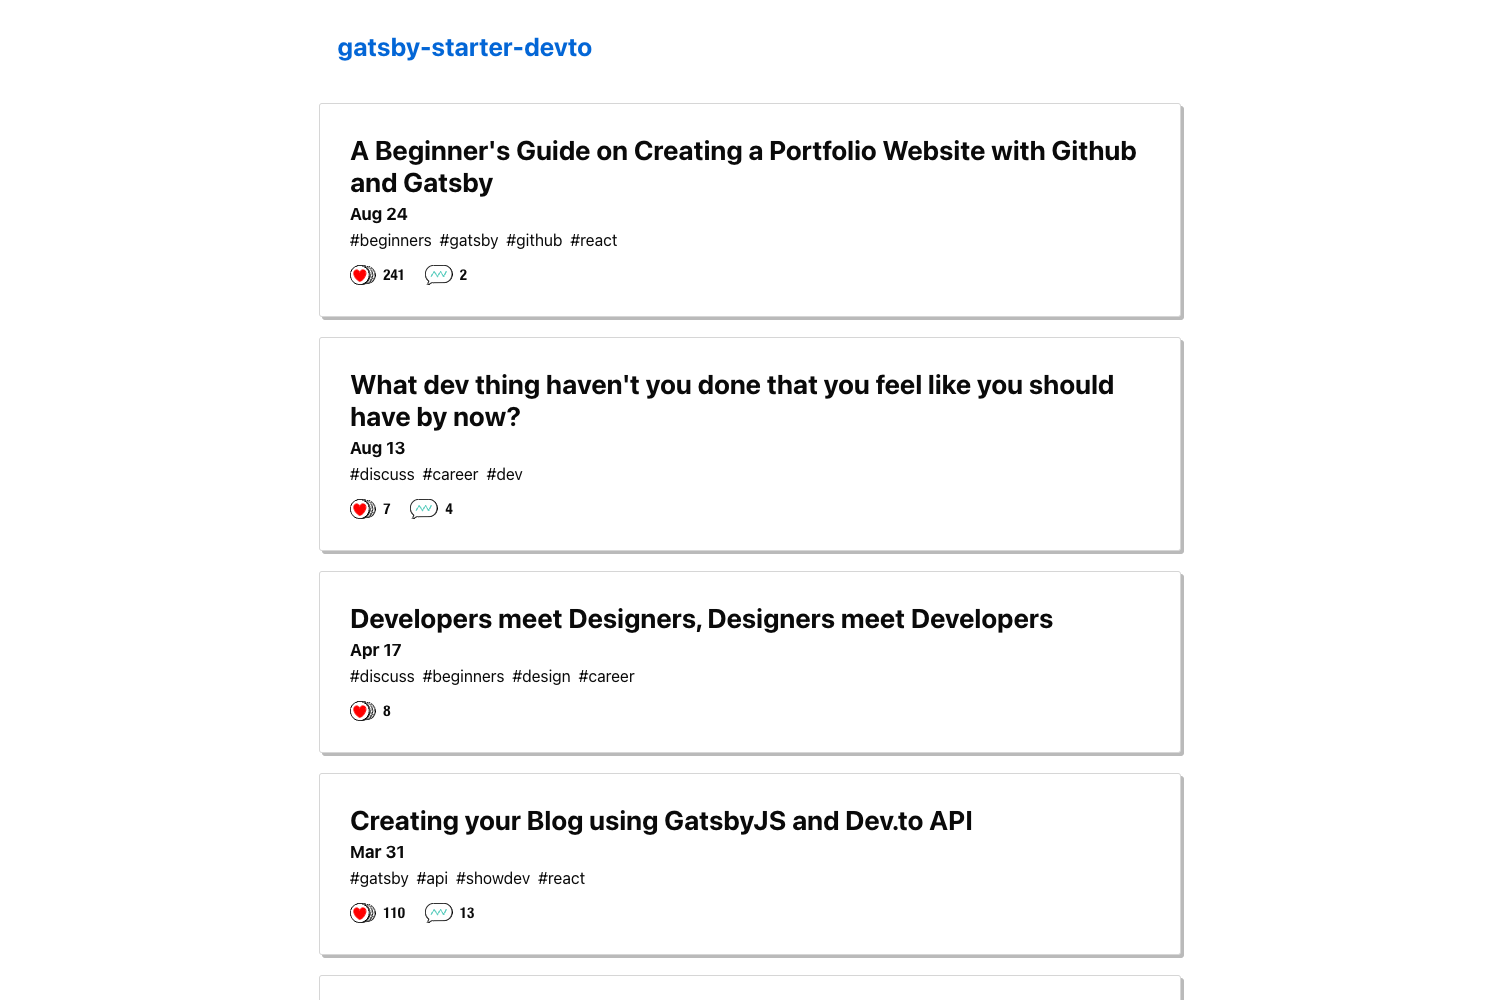 gatsby-starter-devto
A Beginner's Guide on Creating a Portfolio Website with Github
and Gatsby
Aug 24
#beginners #gatsby #github #react
241 2
What dev thing haven't you done that you feel like you should
have by now?
Aug 13
#discuss #career #dev
7 4
Developers meet Designers, Designers meet Developers
Apr 17
#discuss #beginners #design #career
8
Creating your Blog using GatsbyJS and Dev.to API
Mar 31
#gatsby #api #showdev #react
110 13